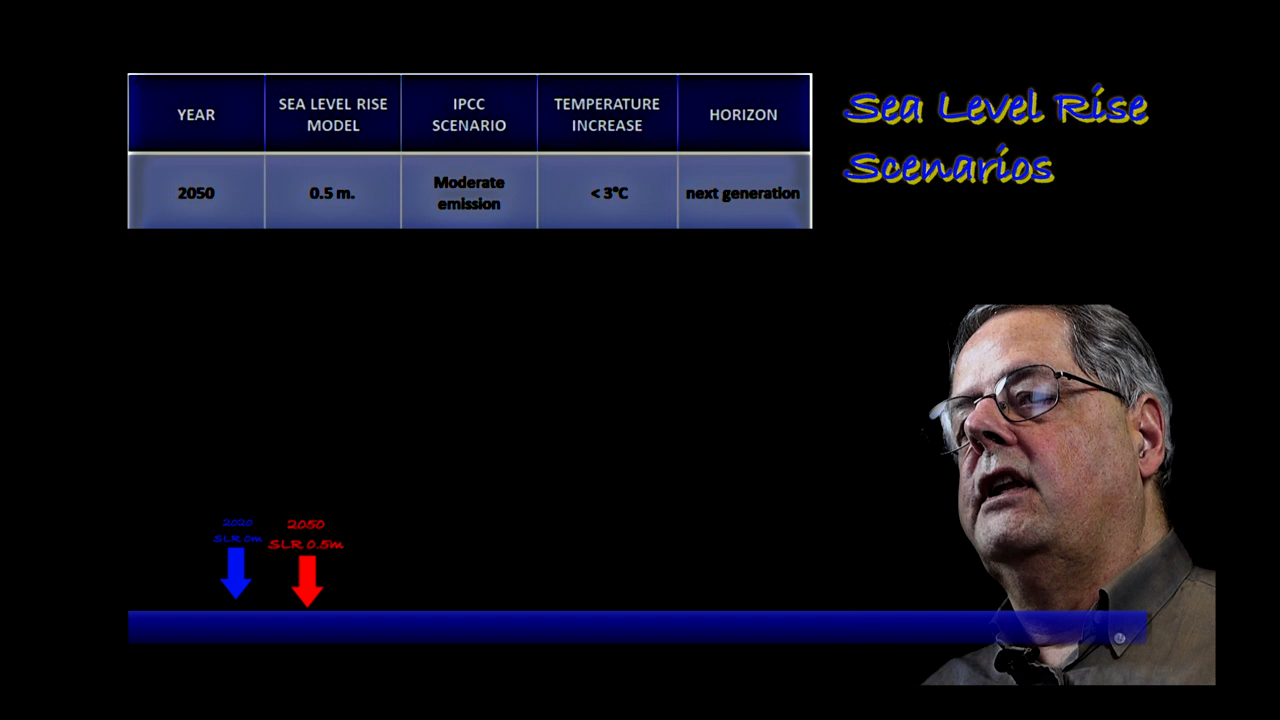 YEAR
SEA LEVEL RISE
MODEL
IPCC
SCENARIO
TEMPERATURE
INCREASE
HORIZON
2050
0.5 m.
Moderate
emission
< 3°C
next generation
Sea Level Rise
Scenarios
2020
SLR 0m
2050
SLR 0.5m